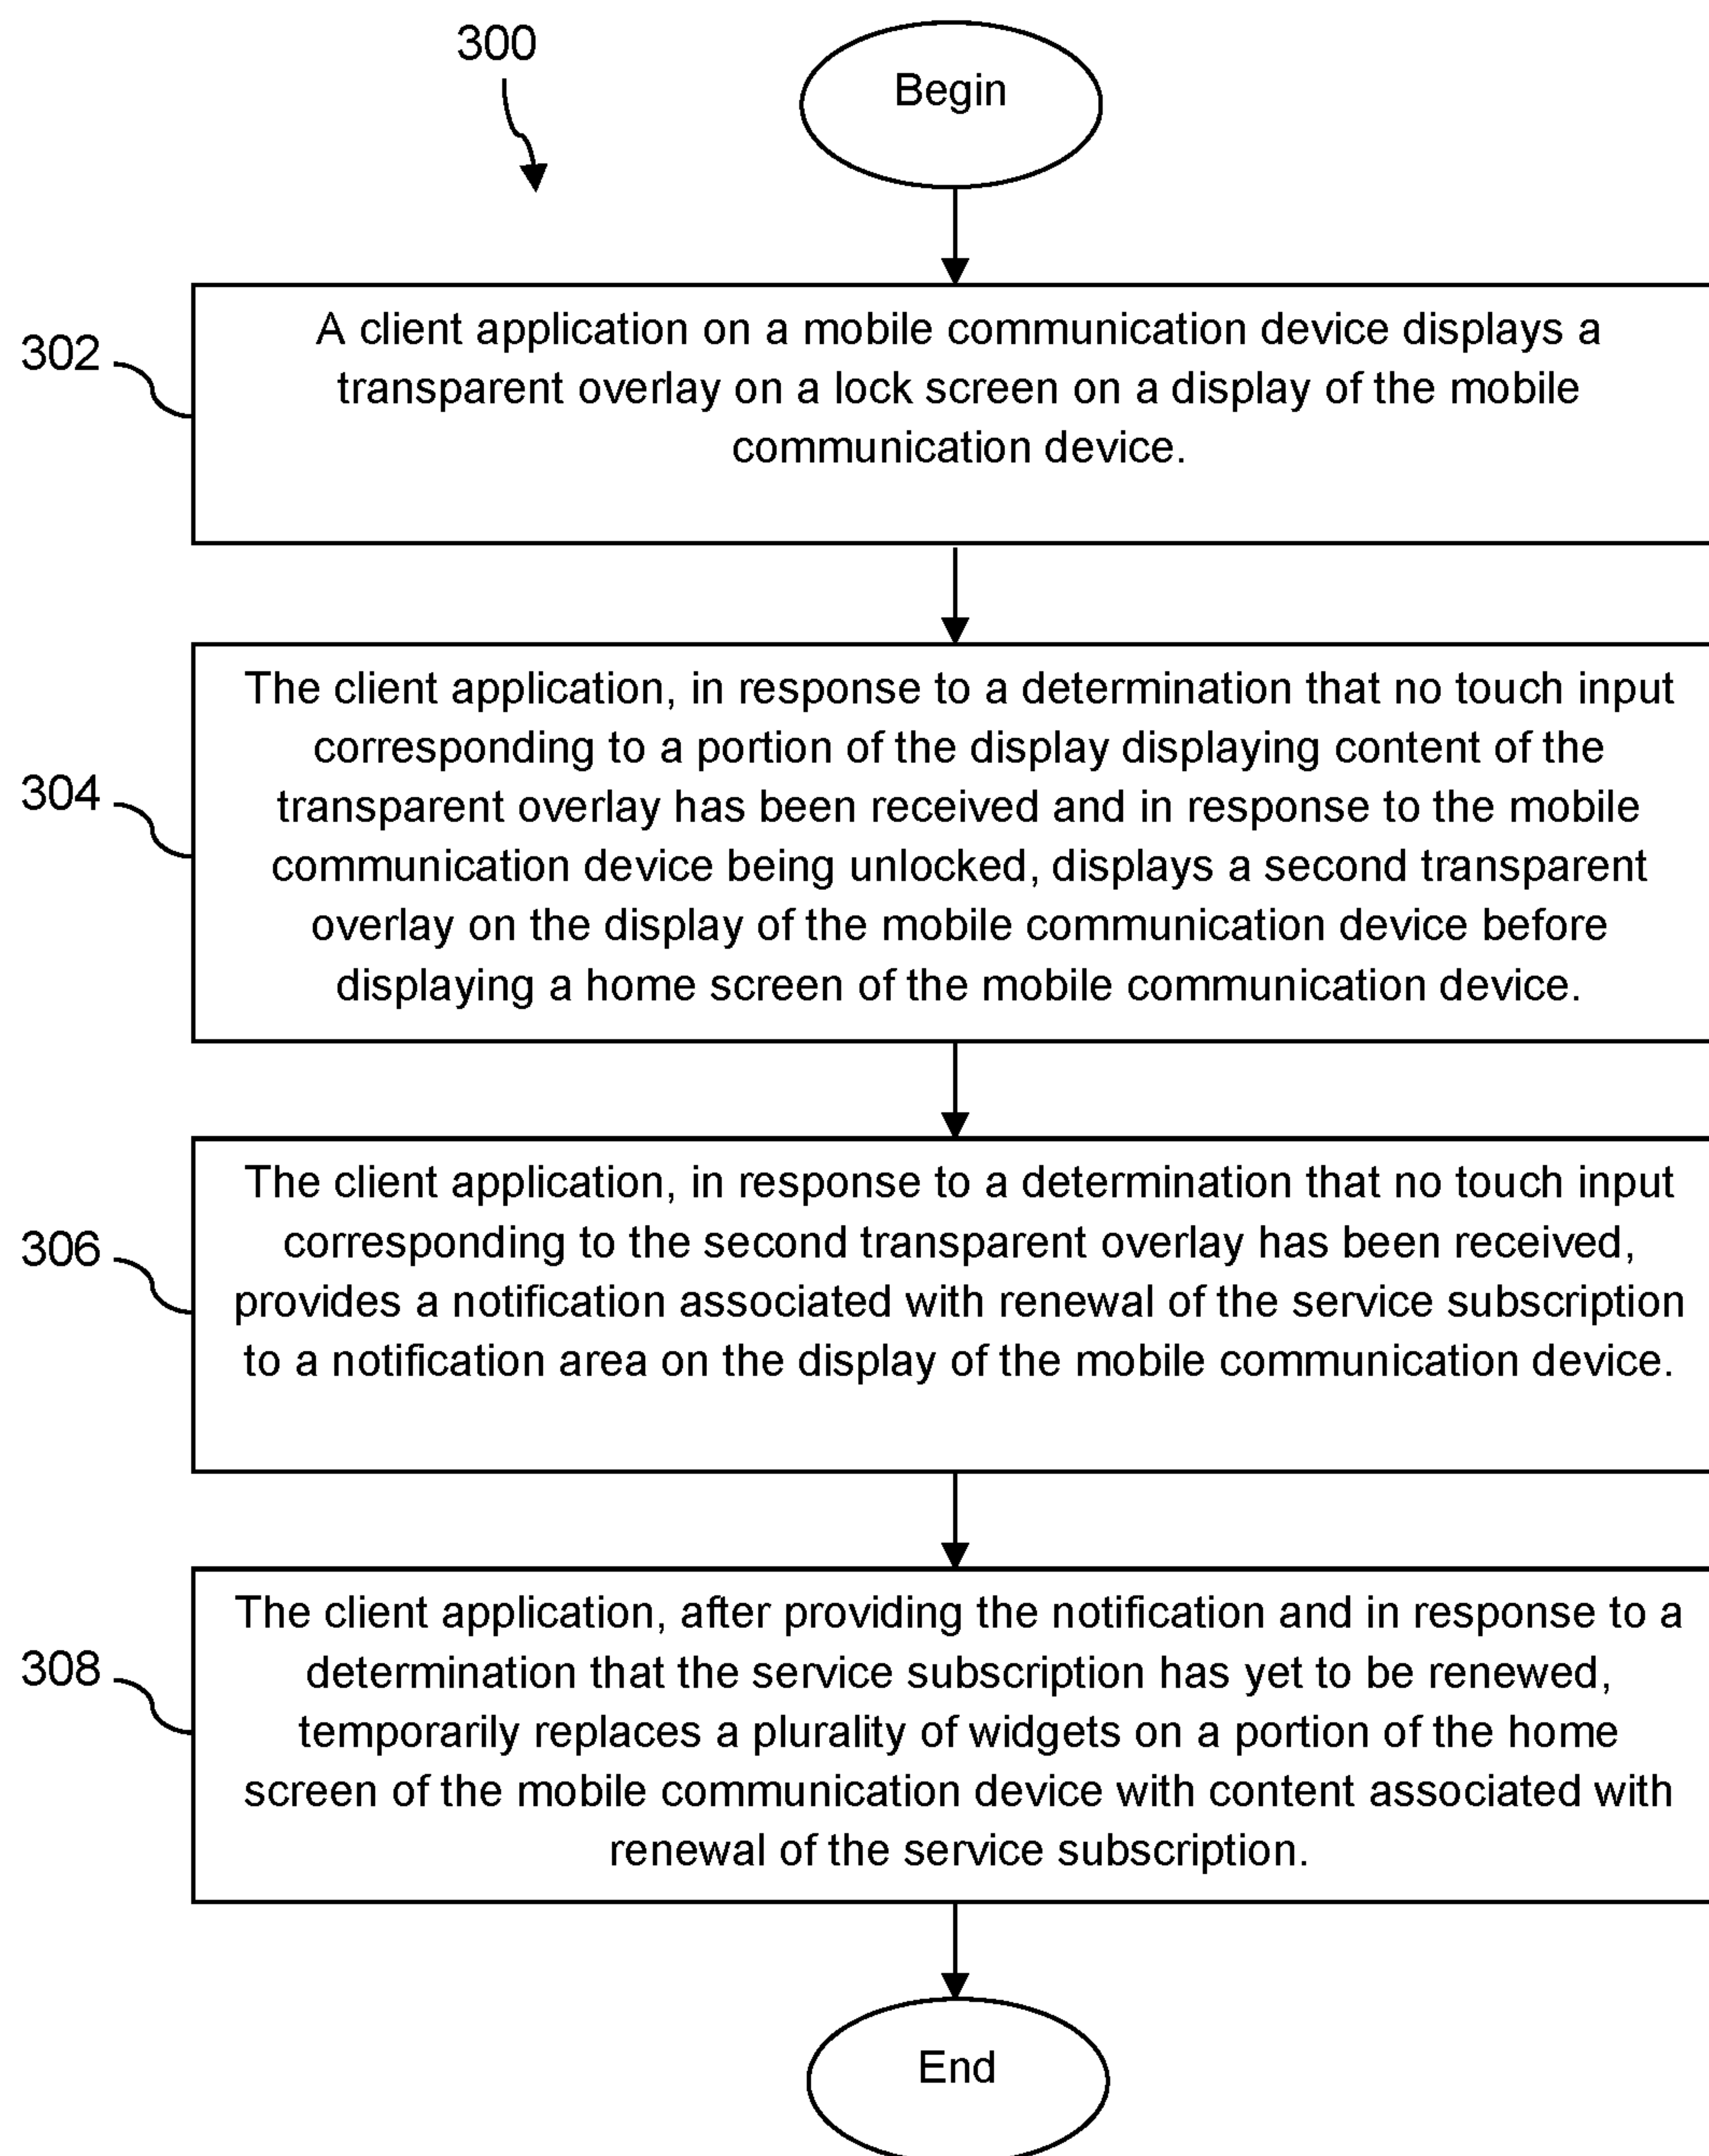 300
Begin
302
A client application on a mobile communication device displays a
transparent overlay on a lock screen on a display of the mobile
communication device.
304
The client application, in response to a determination that no touch input
corresponding to a portion of the display displaying content of the
transparent overlay has been received and in response to the mobile
communication device being unlocked, displays a second transparent
overlay on the display of the mobile communication device before
displaying a home screen of the mobile communication device.
306
The client application, in response to a determination that no touch input
corresponding to the second transparent overlay has been received,
provides a notification associated with renewal of the service subscription
to a notification area on the display of the mobile communication device.
308
The client application, after providing the notification and in response to a
determination that the service subscription has yet to be renewed,
temporarily replaces a plurality of widgets on a portion of the home
screen of the mobile communication device with content associated with
renewal of the service subscription.
End